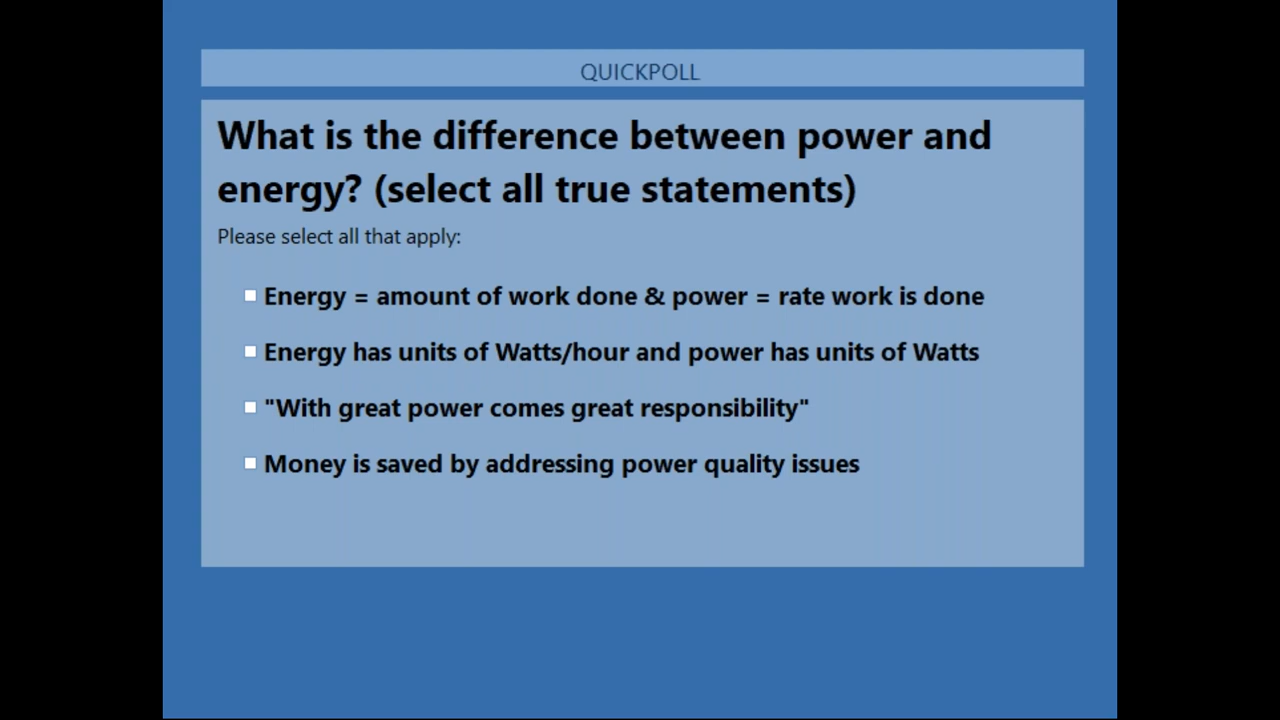 QUICKPOLL
What is the difference between power and
energy? (select all true statements)
Please select all that apply:
Energy = amount of work done & power = rate work is done
Energy has units of Watts/hour and power has units of Watts
"With great power comes great responsibility"
Money is saved by addressing power quality issues